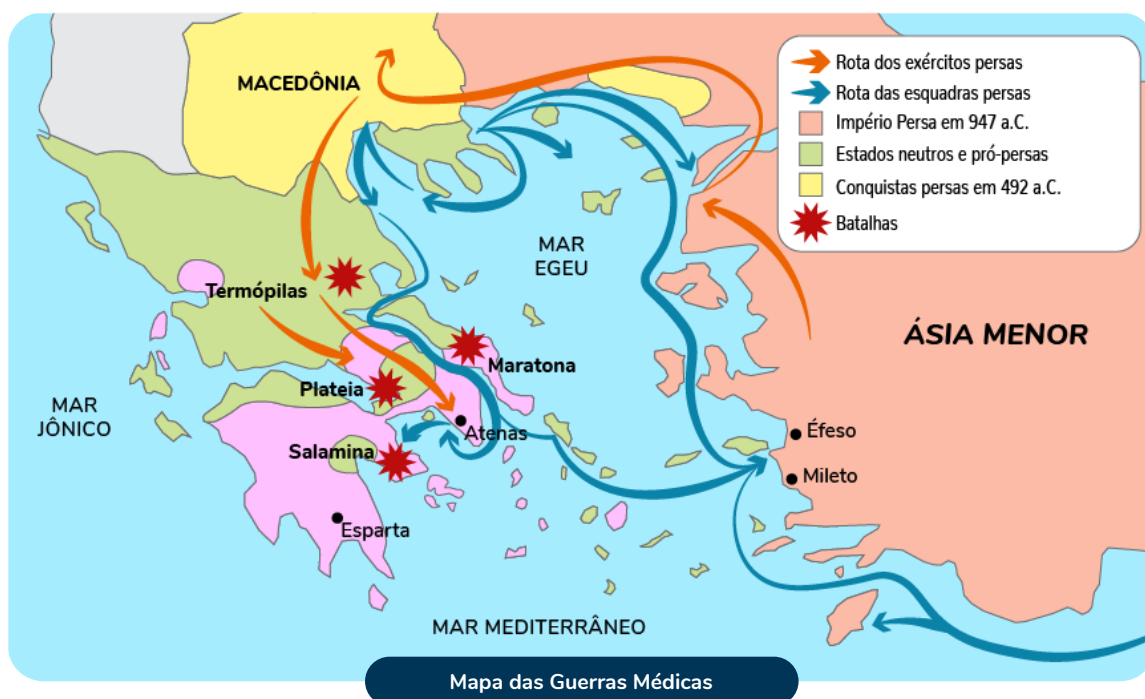 MACEDÔNIA
Rota dos exércitos persas
Rota das esquadras persas
Império Persa em 947 a.C.
Estados neutros e pró-persas
Conquistas persas em 492 a.C.
Batalhas
MAR
EGEU
Termópilas
ÁSIA MENOR
Maratona
Plateia
MAR
JÔNICO
Atenas
Éfeso
Salamina
Mileto
Esparta
MAR MEDITERRÂNEO
Mapa das Guerras Médicas